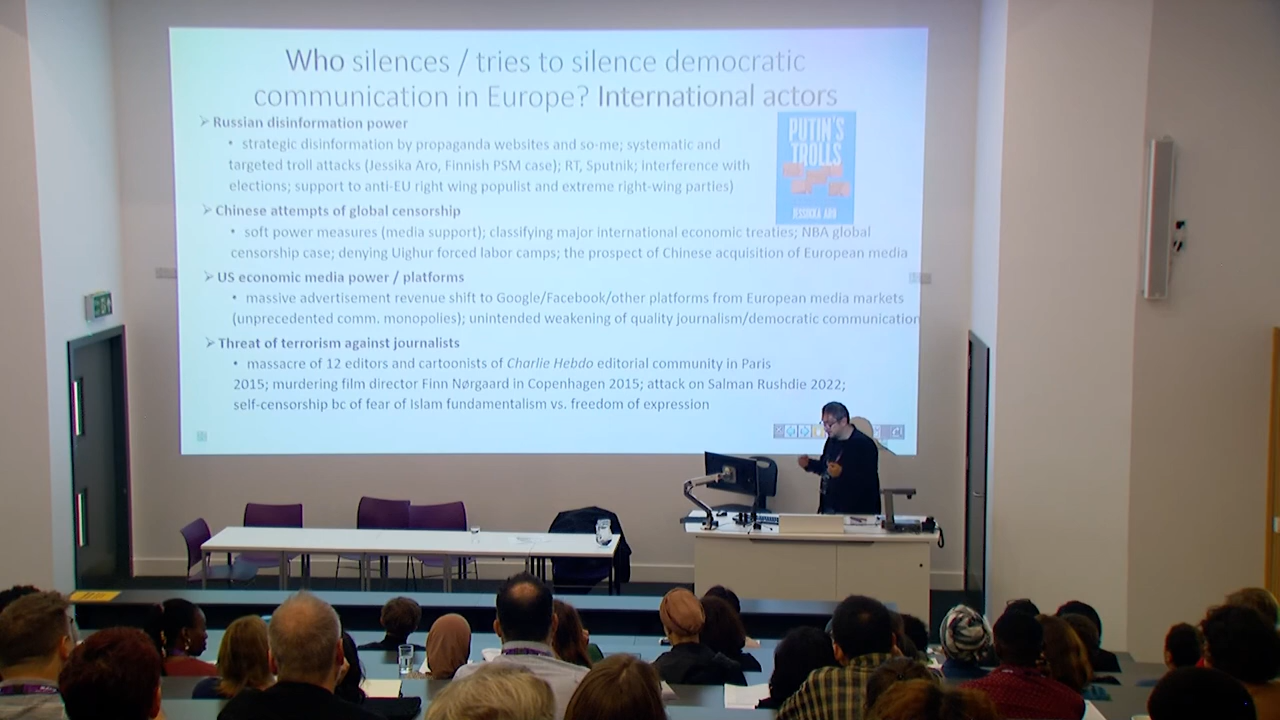 Who silences / tries to silence democratic
communication in Europe? International actors
➢ Russian disinformation power
• strategic disinformation by propaganda websites and so-me; systematic and
targeted troll attacks (Jessika Aro, Finnish PSM case); RT, Sputnik; interference with
elections; support to anti-EU right wing populist and extreme right-wing parties)
PUTIN'S
TROLLS
JESSIKKA ARO
➢ Chinese attempts of global censorship
• soft power measures (media support); classifying major international economic treaties; NBA global
censorship case; denying Uighur forced labor camps; the prospect of Chinese acquisition of European media
➢ US economic media power / platforms
• massive advertisement revenue shift to Google/Facebook/other platforms from European media markets
(unprecedented comm. monopolies); unintended weakening of quality journalism/democratic communication
➢ Threat of terrorism against journalists
• massacre of 12 editors and cartoonists of Charlie Hebdo editorial community in Paris
2015; murdering film director Finn Nørgaard in Copenhagen 2015; attack on Salman Rushdie 2022;
self-censorship bc of fear of Islam fundamentalism vs. freedom of expression